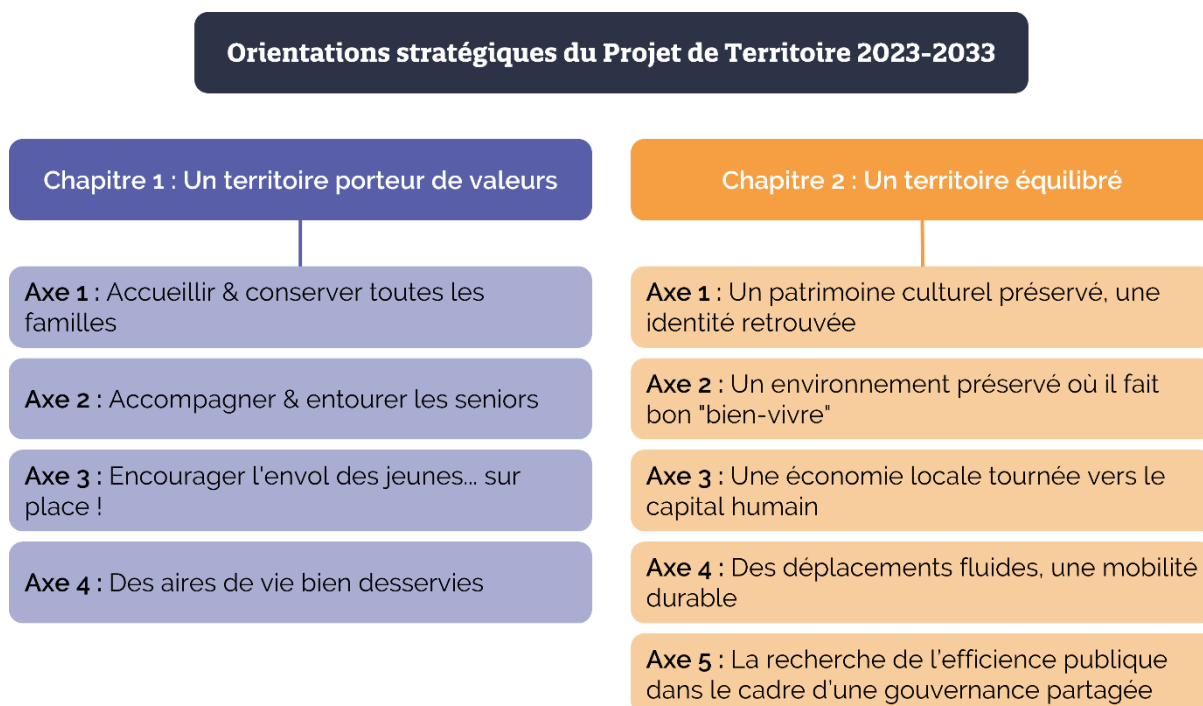 Orientations stratégiques du Projet de Territoire 2023-2033
Chapitre 1 : Un territoire porteur de valeurs
Axe 1 : Accueillir & conserver toutes les
familles
Axe 2 : Accompagner & entourer les seniors
Axe 3 : Encourager l'envol des jeunes... sur
place !
Axe 4 : Des aires de vie bien desservies
Chapitre 2 : Un territoire équilibré
Axe 1 : Un patrimoine culturel préservé, une
identité retrouvée
Axe 2 : Un environnement préservé où il fait
bon "bien-vivre"
Axe 3 : Une économie locale tournée vers le
capital humain
Axe 4 : Des déplacements fluides, une mobilité
durable
Axe 5 : La recherche de l’efficience publique
dans le cadre d’une gouvernance partagée